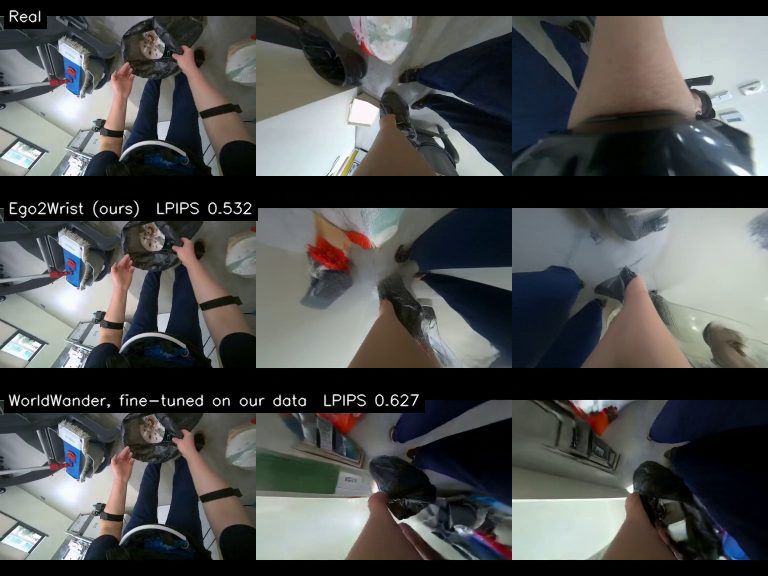 Real
Ego2Wrist (ours) LPIPS 0.532
WorldWander, fine-tuned on our data LPIPS 0.627